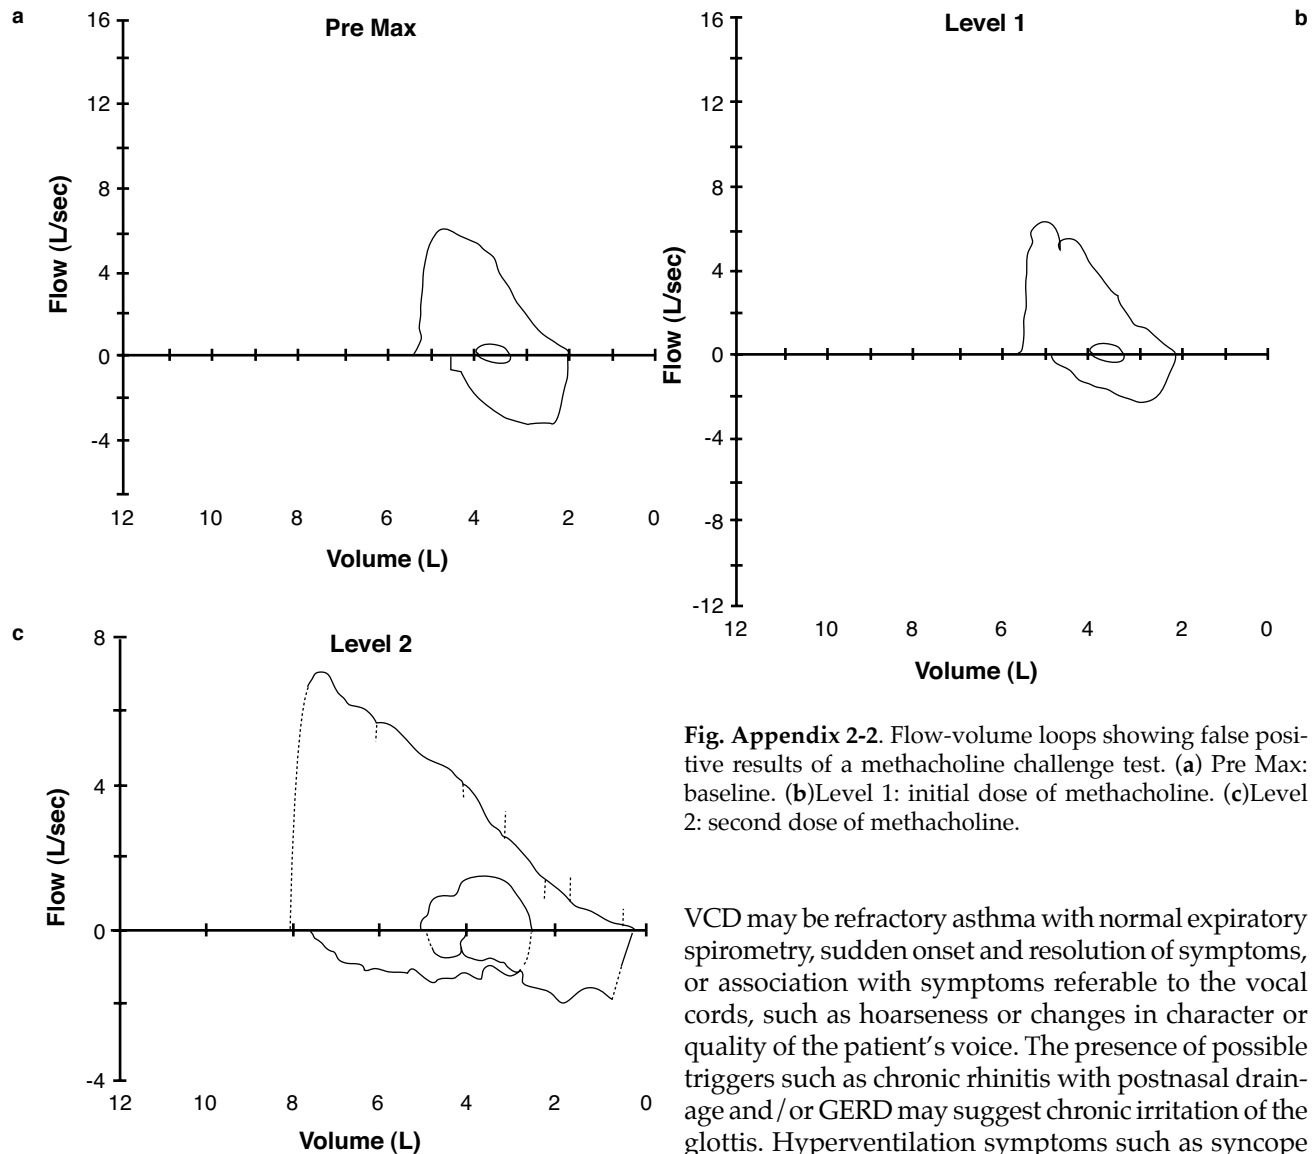 a
Pre Max
16
12
8
4
0
-4
Flow (L/sec)
12 10 8 6 4 2 0
Volume (L)
b
Level 1
16
12
8
4
0
-4
-8
-12
Flow (L/sec)
12 10 8 6 4 2 0
Volume (L)
c
Level 2
8
4
0
-4
Flow (L/sec)
12 10 8 6 4 2 0
Volume (L)
Fig. Appendix 2-2. Flow-volume loops showing false posi-
tive results of a methacholine challenge test. (a) Pre Max:
baseline. (b)Level 1: initial dose of methacholine. (c)Level
2: second dose of methacholine.
VCD may be refractory asthma with normal expiratory
spirometry, sudden onset and resolution of symptoms,
or association with symptoms referable to the vocal
cords, such as hoarseness or changes in character or
quality of the patient's voice. The presence of possible
triggers such as chronic rhinitis with postnasal drain-
age and/or GERD may suggest chronic irritation of the
glottis. Hyperventilation symptoms such as syncope